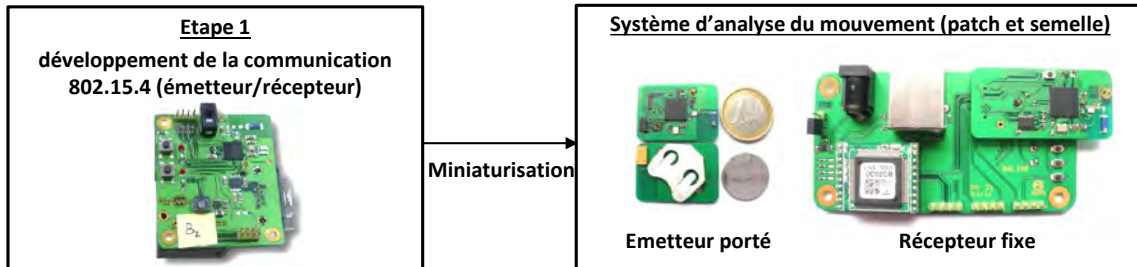 Etape 1
développement de la communication
802.15.4 (émetteur/récepteur)
Miniaturisation
Système d'analyse du mouvement (patch et semelle)
Emetteur porté
Récepteur fixe